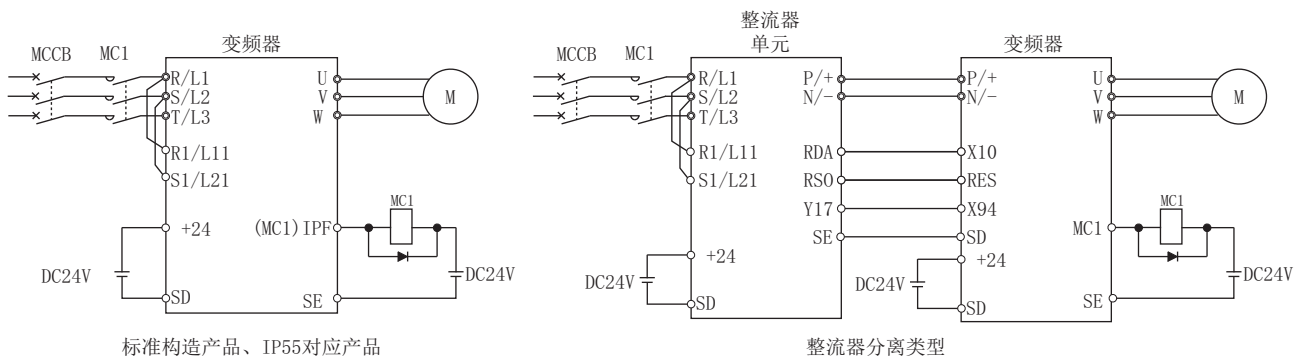 变频器
MCCB
MC1
R/L1
S/L2
T/L3
R1/L11
S1/L21
+24
SD
DC24V
U
V
W
M
(MC1)IPF
MC1
SE
DC24V
标准构造产品、IP55对应产品
整流器
单元
变频器
MCCB
MC1
R/L1
S/L2
T/L3
R1/L11
S1/L21
+24
SD
DC24V
P/+
N/-
RDA
RSO
Y17
SE
P/+
N/-
X10
RES
X94
SD
+24
DC24V
SD
U
V
W
M
MC1
MC1
SE
DC24V
整流器分离类型